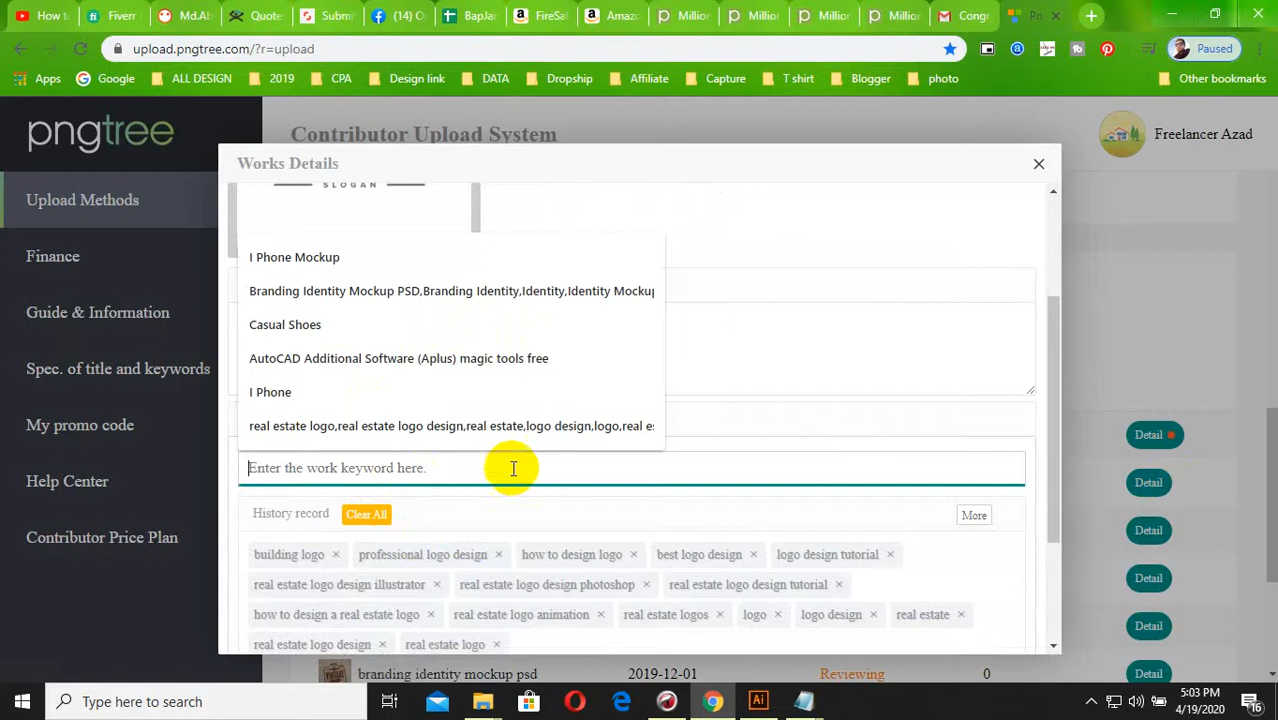 How to
Fiverr
Md.Ab
Quote
Submi
(14) O
BapJar
FireSal
Amazo
Million
Million
Million
Million
Congr
Pn
upload.pngtree.com/?r=upload
Paused
Apps
Google
ALL DESIGN
2019
CPA
Design link
DATA
Dropship
Affiliate
Capture
T shirt
Blogger
photo
Other bookmarks
pngtree
Contributor Upload System
Freelancer Azad
Works Details
SLOGAN
Upload Methods
Finance
Guide & Information
Spec. of title and keywords
My promo code
Help Center
Contributor Price Plan
I Phone Mockup
Branding Identity Mockup PSD,Branding Identity,Identity,Identity Mockup
Casual Shoes
AutoCAD Additional Software (Aplus) magic tools free
I Phone
real estate logo,real estate logo design,real estate,logo design,logo,real es
Enter the work keyword here.
History record
Clear All
More
building logo × professional logo design × how to design logo × best logo design × logo design tutorial ×
real estate logo design illustrator × real estate logo design photoshop × real estate logo design tutorial ×
how to design a real estate logo × real estate logo animation × real estate logos × logo × logo design × real estate ×
real estate logo design × real estate logo ×
Detail
Detail
Detail
Detail
Detail
Detail
branding identity mockup psd 2019-12-01 Reviewing 0
Type here to search
5:03 PM
4/19/2020
16